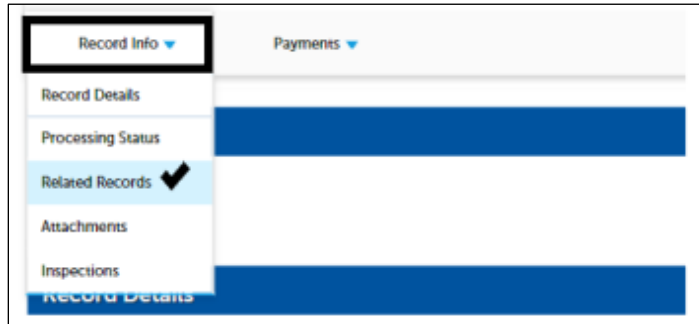 Record Info Payments
Record Details
Processing Status
Related Records
Attachments
Inspections
Record Details